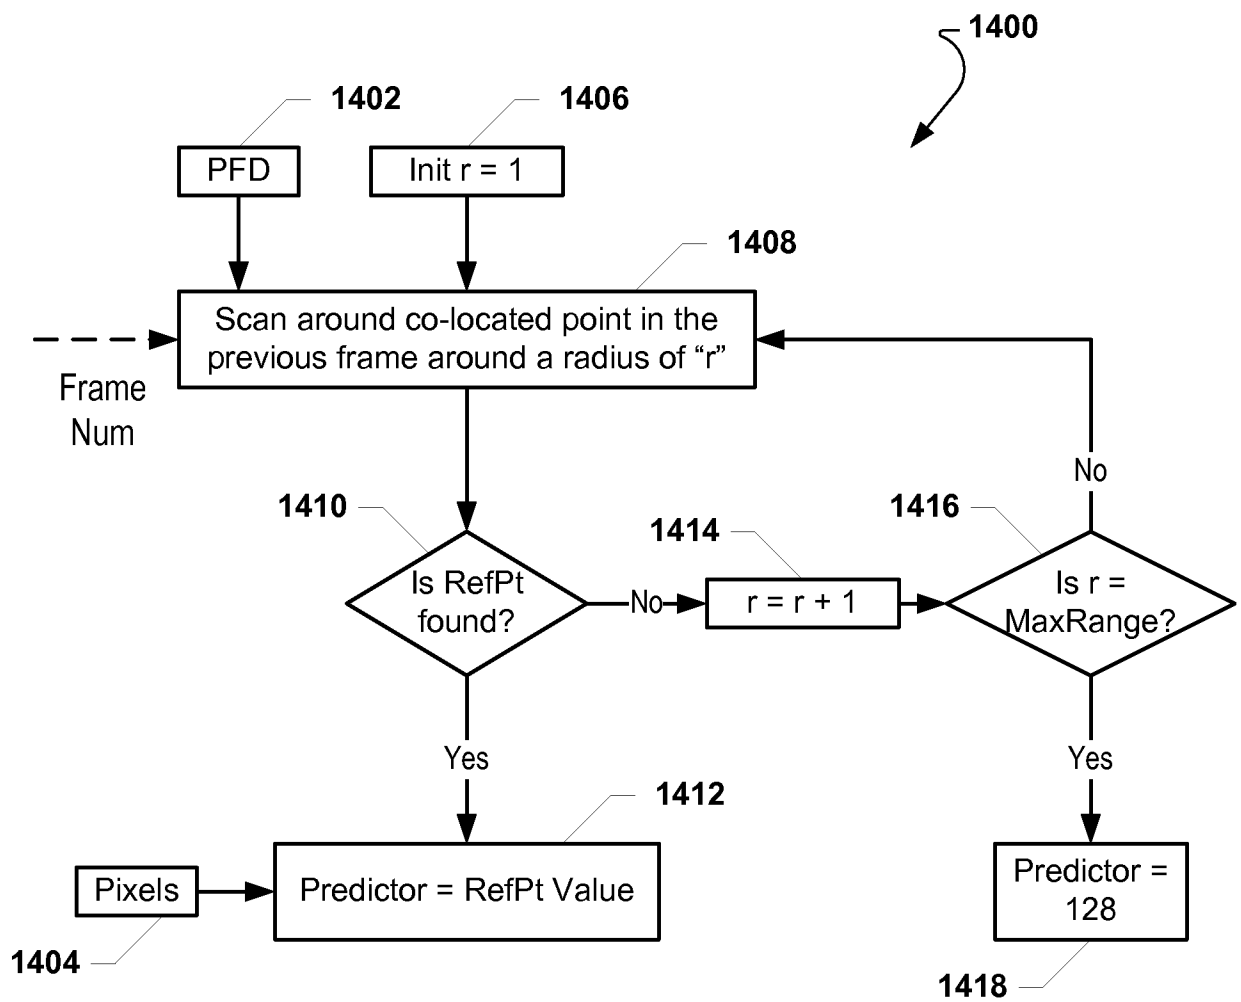 1400
1402
1406
PFD
Init r = 1
1408
Scan around co-located point in the
previous frame around a radius of “r”
Frame
Num
No
1410
1414
1416
Is RefPt
found?
No
r = r + 1
Is r =
MaxRange?
Yes
Yes
1412
Pixels
Predictor = RefPt Value
Predictor =
128
1404
1418